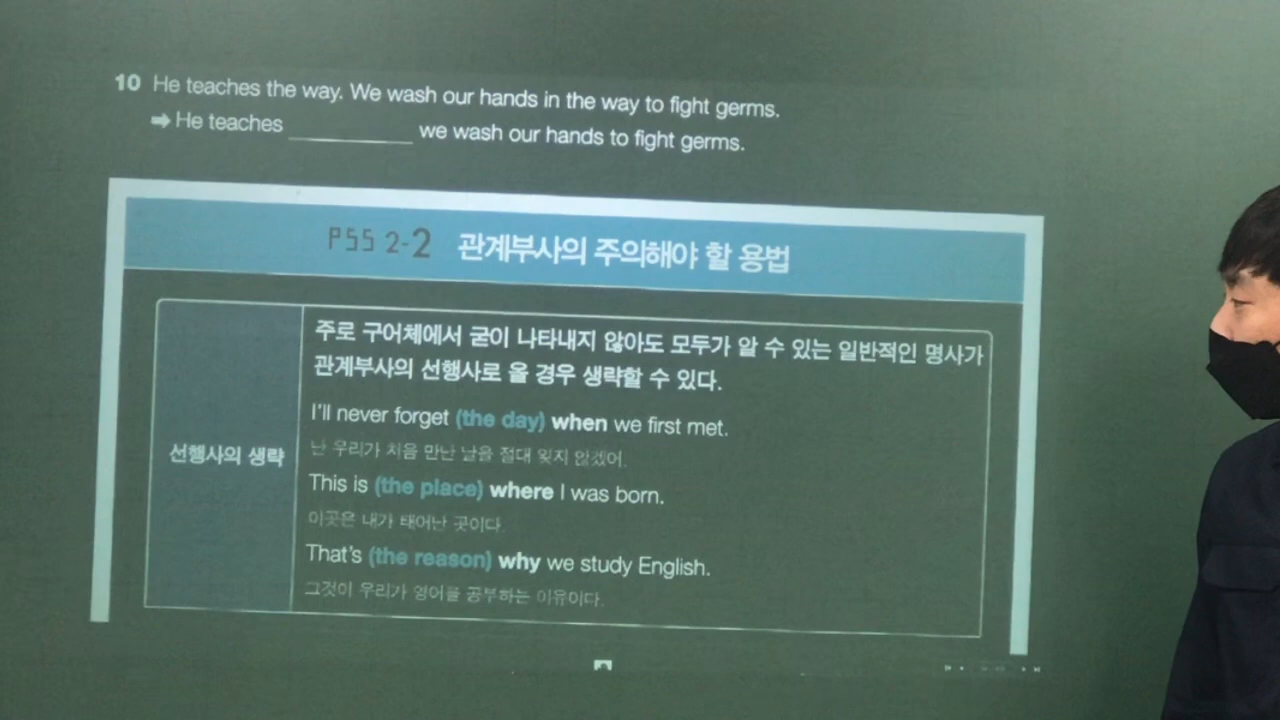 10 He teaches the way. We wash our hands in the way to fight germs.
➡ He teaches __________ we wash our hands to fight germs.
PSS 2-2 관계부사의 주의해야 할 용법
선행사의 생략
주로 구어체에서 굳이 나타내지 않아도 모두가 알 수 있는 일반적인 명사가
관계부사의 선행사로 올 경우 생략할 수 있다.
I'll never forget (the day) when we first met.
난 우리가 처음 만난 날을 절대 잊지 않겠어.
This is (the place) where I was born.
이곳은 내가 태어난 곳이다.
That's (the reason) why we study English.
그것이 우리가 영어를 공부하는 이유이다.